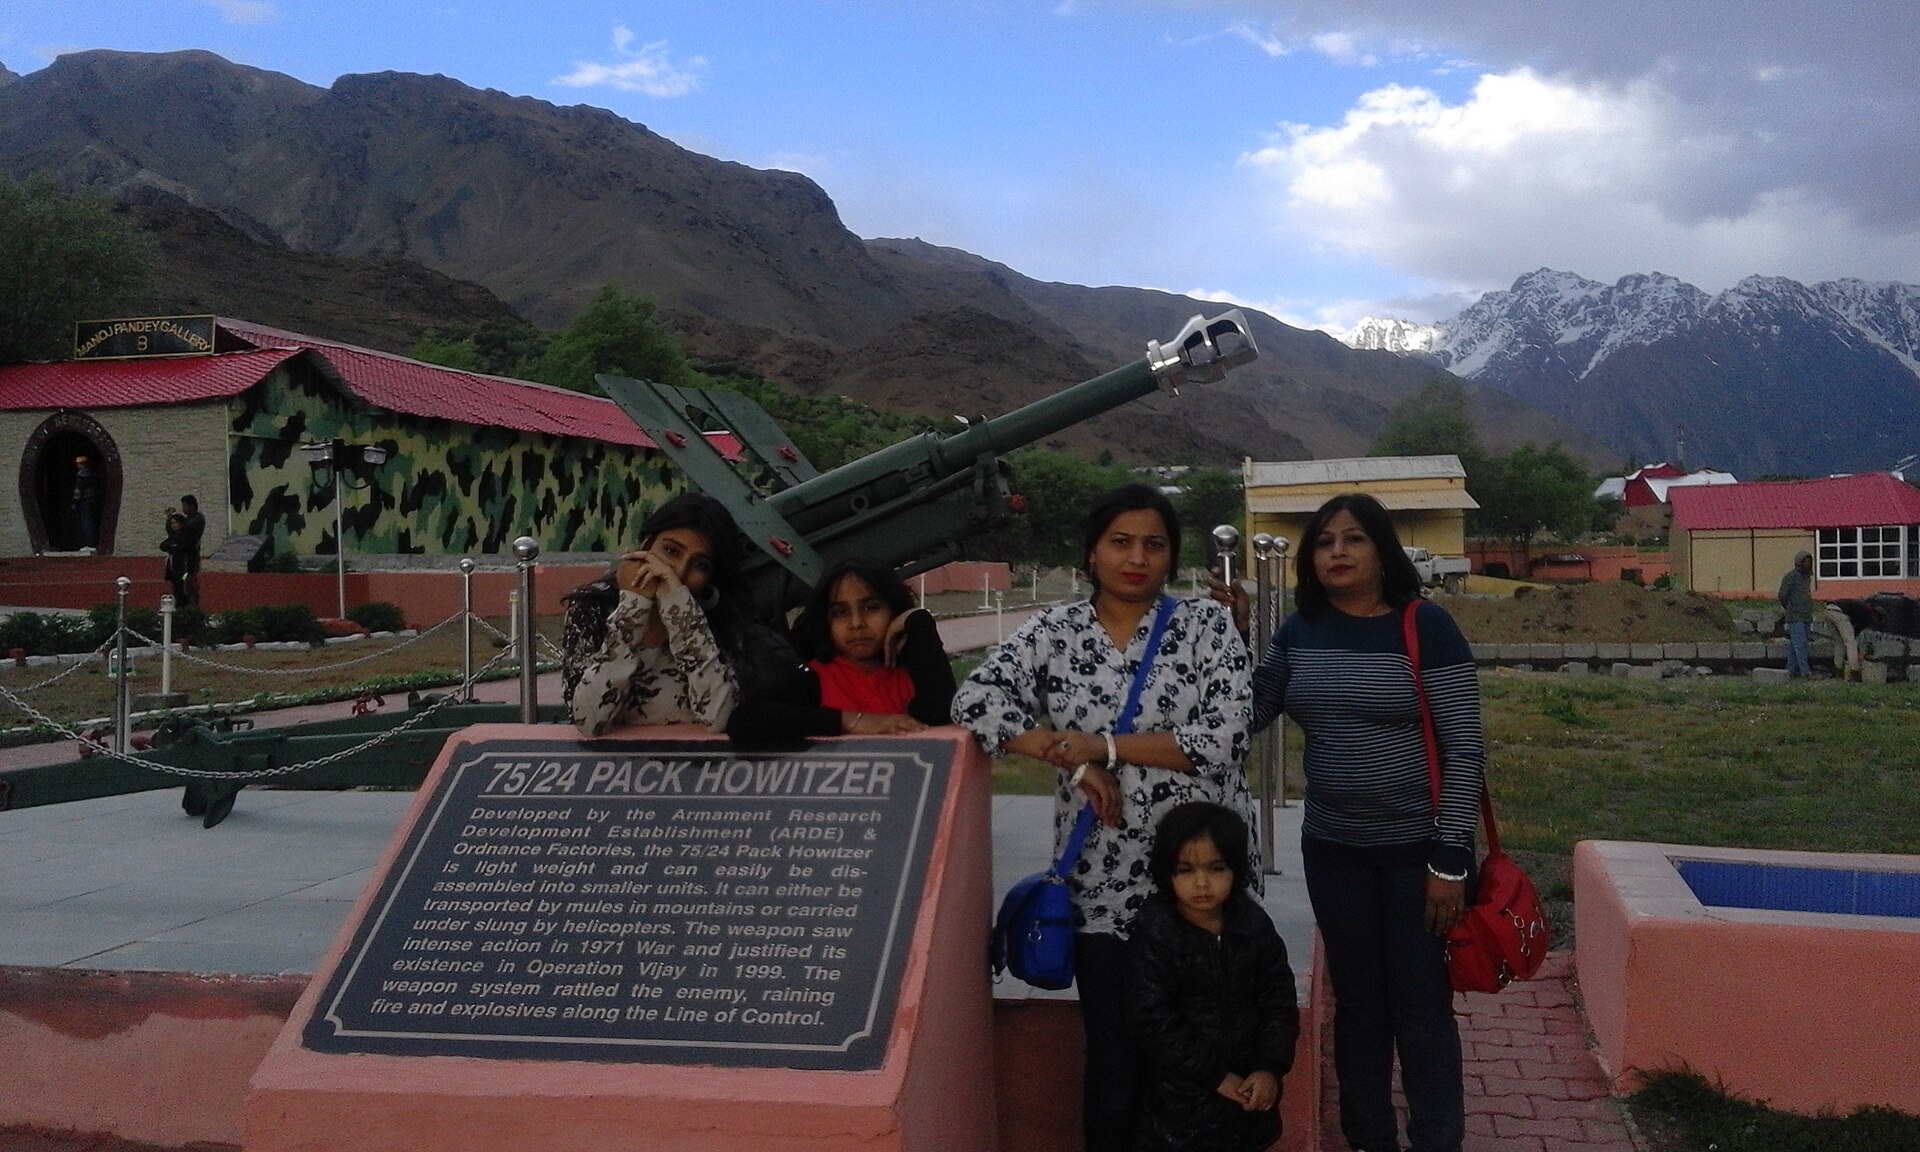 MANOJ PANDEY GALLERY
75/24 PACK HOWITZER
Developed by the Armament Research
Development Establishment (ARDE) &
Ordnance Factories, the 75/24 Pack Howitzer
is light weight and can easily be dis-
assembled into smaller units. It can either be
transported by mules in mountains or carried
under slung by helicopters. The weapon saw
intense action in 1971 War and justified its
existence in Operation Vijay in 1999. The
weapon system rattled the enemy, raining
fire and explosives along the Line of Control.